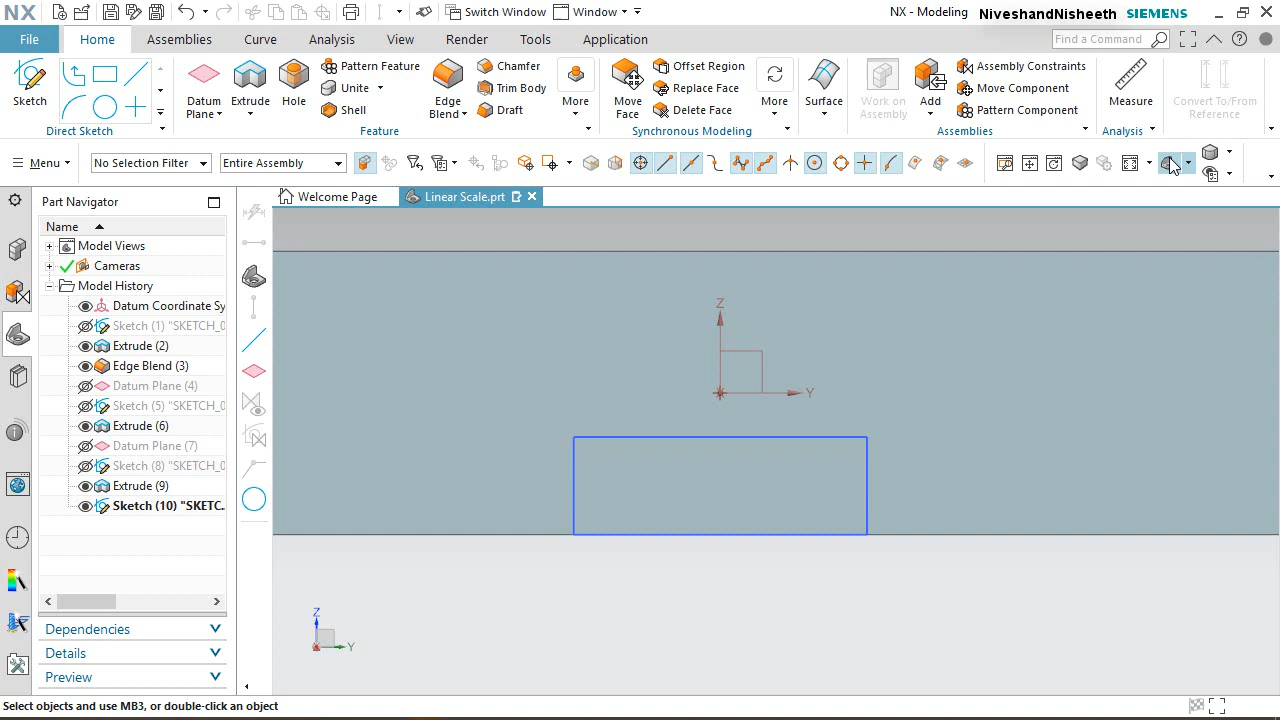 NX
Switch Window
Window
NX - Modeling
NiveshandNisheeth
SIEMENS
File
Home
Assemblies
Curve
Analysis
View
Render
Tools
Application
Find a Command
Sketch
Direct Sketch
Datum
Plane
Extrude
Hole
Pattern Feature
Unite
Shell
Edge
Blend
Chamfer
Trim Body
Draft
More
Feature
Move
Face
Offset Region
Replace Face
Delete Face
More
Synchronous Modeling
Surface
Work on
Assembly
Add
Assembly Constraints
Move Component
Pattern Component
Assemblies
Measure
Analysis
Convert To/From
Reference
Menu
No Selection Filter
Entire Assembly
Part Navigator
Welcome Page
Linear Scale.prt
Name
Model Views
Cameras
Model History
Datum Coordinate Sy
Sketch (1) "SKETCH_0
Extrude (2)
Edge Blend (3)
Datum Plane (4)
Sketch (5) "SKETCH_0
Extrude (6)
Datum Plane (7)
Sketch (8) "SKETCH_0
Extrude (9)
Sketch (10) "SKETC...
Dependencies
Details
Preview
Z
Y
Z
Y
Select objects and use MB3, or double-click an object